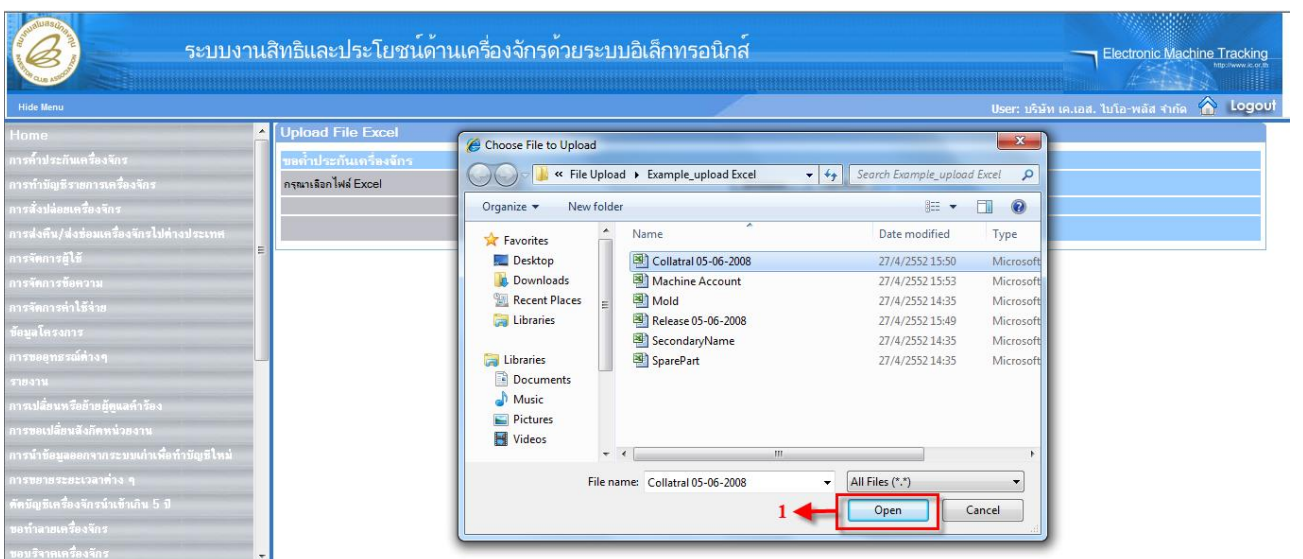 INVESTOR CLUB ASSOCIATION
ระบบงานสิทธิและประโยชน์ด้านเครื่องจักรด้วยระบบอิเล็กทรอนิกส์
Electronic Machine Tracking
http://www.ic.or.th
Hide Menu
User: บริษัท เค.เอส. ไบโอ-พลัส จำกัด
Logout
Home
การค้ำประกันเครื่องจักร
การทำบัญชีรายการเครื่องจักร
การสั่งปล่อยเครื่องจักร
การส่งคืน/ส่งซ่อมเครื่องจักรไปต่างประเทศ
การจัดการผู้ใช้
การจัดการข้อความ
การจัดการค่าใช้จ่าย
ข้อมูลโครงการ
การขออุทธรณ์ต่างๆ
รายงาน
การเปลี่ยนหรือย้ายผู้ดูแลคำร้อง
การขอเปลี่ยนสังกัดหน่วยงาน
การนำข้อมูลออกจากระบบเก่าเพื่อทำบัญชีใหม่
การขยายระยะเวลาต่าง ๆ
ตัดบัญชีเครื่องจักรนำเข้าเกิน 5 ปี
ขอทำลายเครื่องจักร
ขอบริจาคเครื่องจักร
Upload File Excel
ขอค้ำประกันเครื่องจักร
กรุณาเลือกไฟล์ Excel
Choose File to Upload
« File Upload Example_upload Excel
Search Example_upload Excel
Organize New folder
Favorites
Desktop
Downloads
Recent Places
Libraries
Libraries
Documents
Music
Pictures
Videos
Name Date modified Type
Collatral 05-06-2008 27/4/2552 15:50 Microsoft
Machine Account 27/4/2552 15:53 Microsoft
Mold 27/4/2552 14:35 Microsoft
Release 05-06-2008 27/4/2552 15:49 Microsoft
SecondaryName 27/4/2552 14:35 Microsoft
SparePart 27/4/2552 14:35 Microsoft
File name: Collatral 05-06-2008 All Files (*.*)
1 Open Cancel